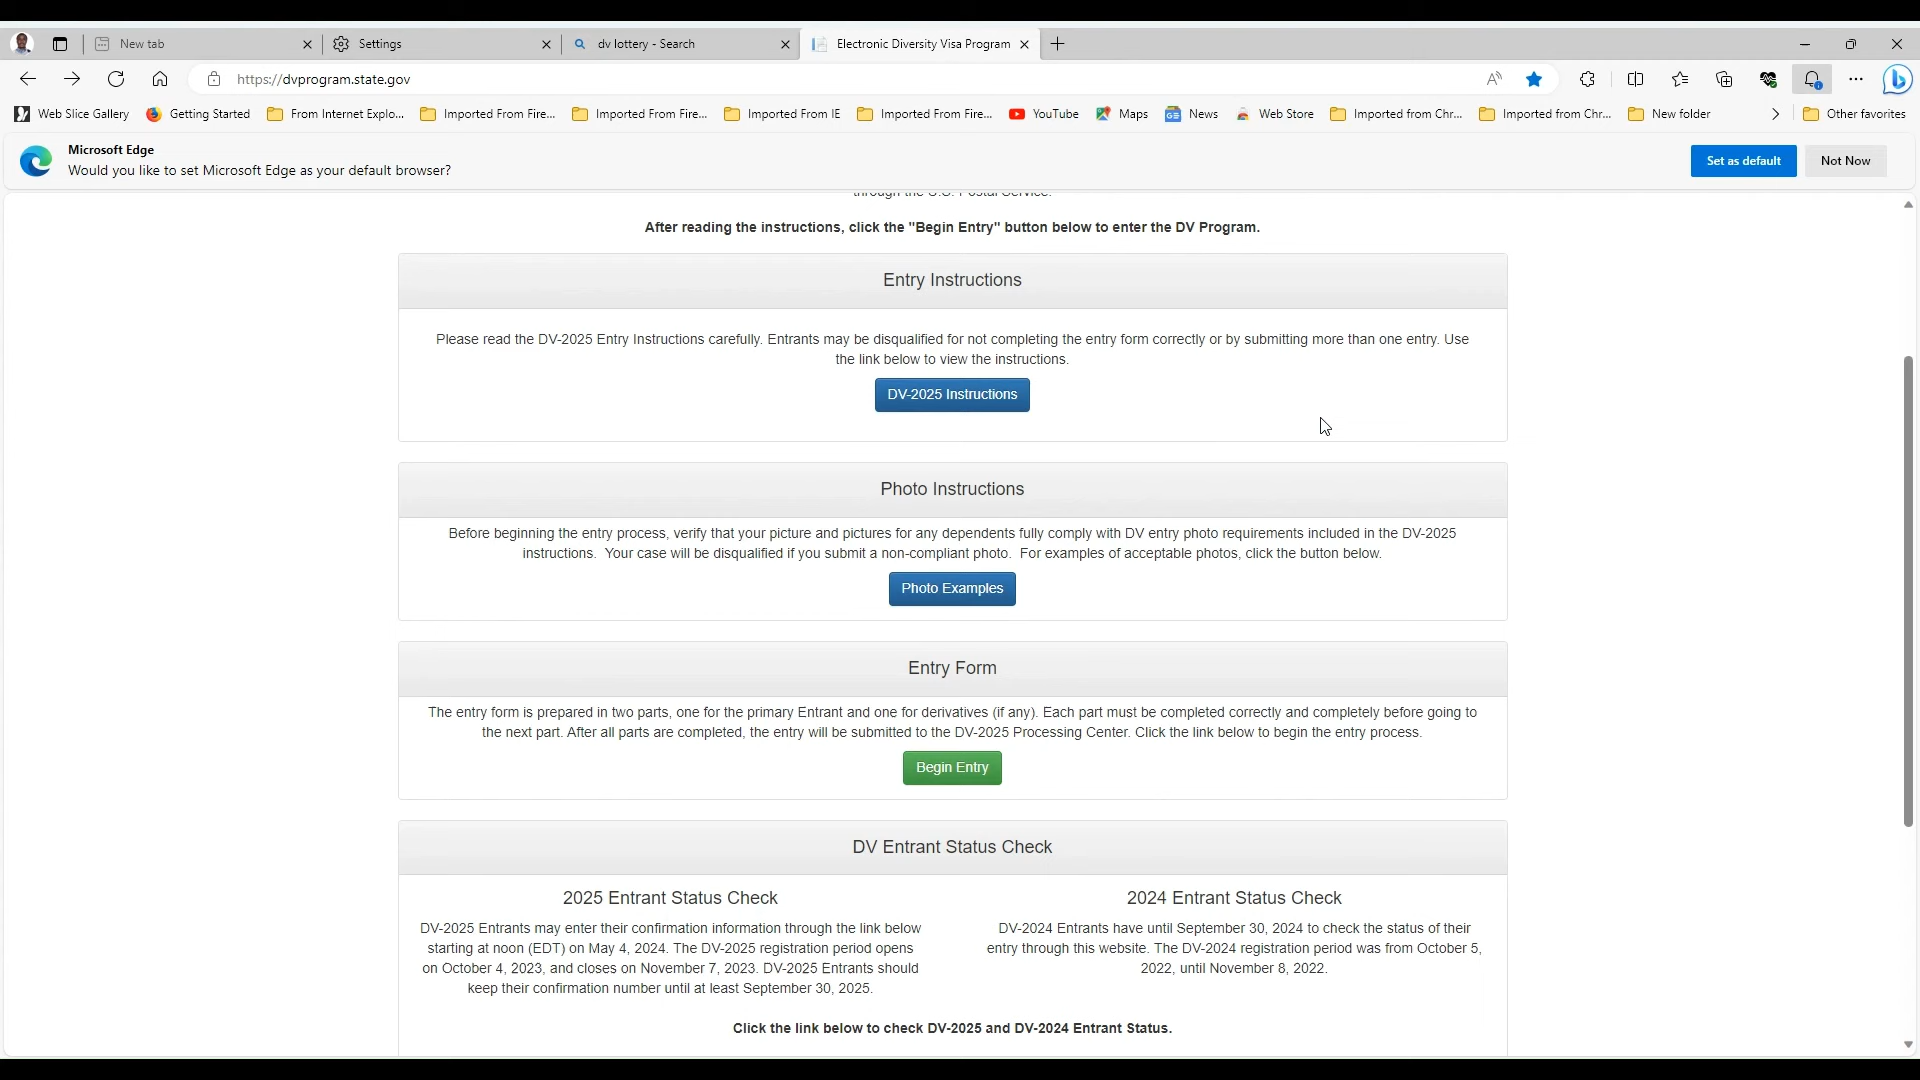 New tab
Settings
dv lottery - Search
Electronic Diversity Visa Program
https://dvprogram.state.gov
Web Slice Gallery
Getting Started
From Internet Explo...
Imported From Fire...
Imported From Fire...
Imported From IE
Imported From Fire...
YouTube
Maps
News
Web Store
Imported from Chr...
Imported from Chr...
New folder
Other favorites
Microsoft Edge
Would you like to set Microsoft Edge as your default browser?
Set as default
Not Now
through the U.S. Postal Service.
After reading the instructions, click the "Begin Entry" button below to enter the DV Program.
Entry Instructions
Please read the DV-2025 Entry Instructions carefully. Entrants may be disqualified for not completing the entry form correctly or by submitting more than one entry. Use
the link below to view the instructions.
DV-2025 Instructions
Photo Instructions
Before beginning the entry process, verify that your picture and pictures for any dependents fully comply with DV entry photo requirements included in the DV-2025
instructions. Your case will be disqualified if you submit a non-compliant photo. For examples of acceptable photos, click the button below.
Photo Examples
Entry Form
The entry form is prepared in two parts, one for the primary Entrant and one for derivatives (if any). Each part must be completed correctly and completely before going to
the next part. After all parts are completed, the entry will be submitted to the DV-2025 Processing Center. Click the link below to begin the entry process.
Begin Entry
DV Entrant Status Check
2025 Entrant Status Check
DV-2025 Entrants may enter their confirmation information through the link below
starting at noon (EDT) on May 4, 2024. The DV-2025 registration period opens
on October 4, 2023, and closes on November 7, 2023. DV-2025 Entrants should
keep their confirmation number until at least September 30, 2025.
2024 Entrant Status Check
DV-2024 Entrants have until September 30, 2024 to check the status of their
entry through this website. The DV-2024 registration period was from October 5,
2022, until November 8, 2022.
Click the link below to check DV-2025 and DV-2024 Entrant Status.